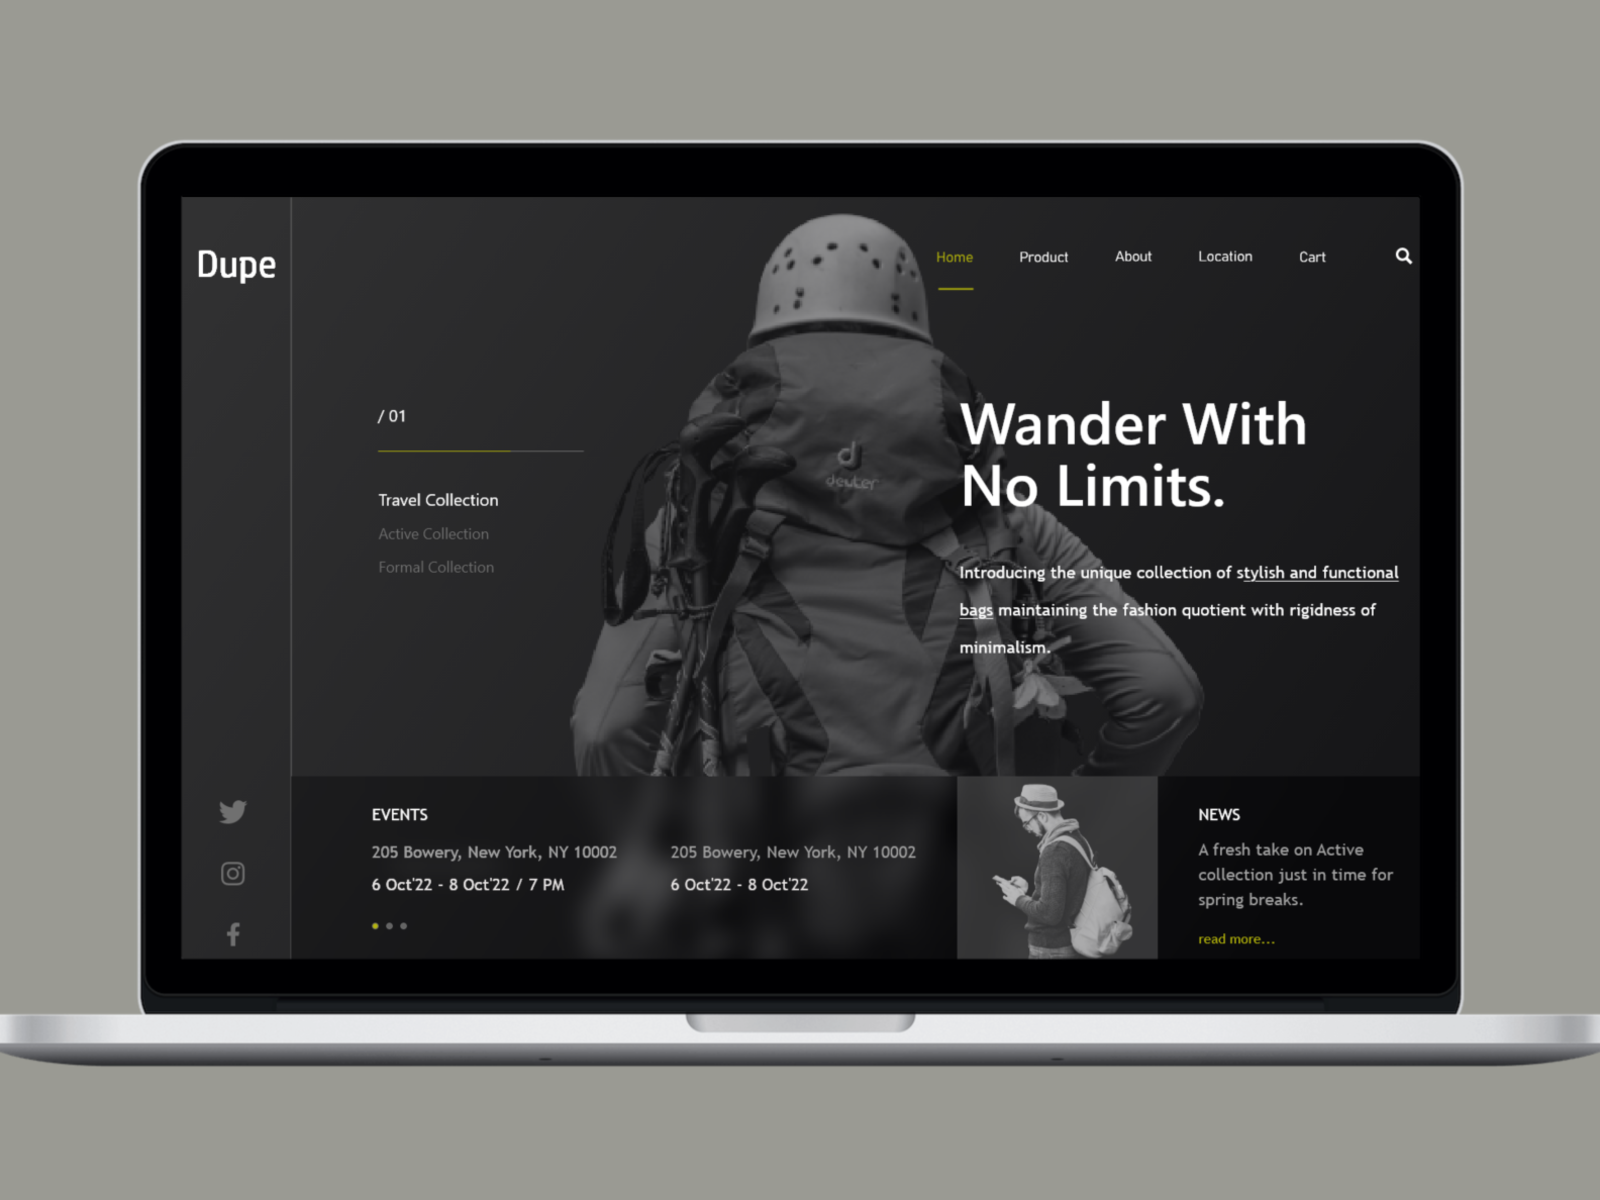 Dupe
Home
Product
About
Location
Cart
/ 01
Travel Collection
Active Collection
Formal Collection
deuter
Wander With
No Limits.
Introducing the unique collection of stylish and functional
bags maintaining the fashion quotient with rigidness of
minimalism.
EVENTS
205 Bowery, New York, NY 10002
6 Oct'22 - 8 Oct'22 / 7 PM
205 Bowery, New York, NY 10002
6 Oct'22 - 8 Oct'22
NEWS
A fresh take on Active
collection just in time for
spring breaks.
read more...